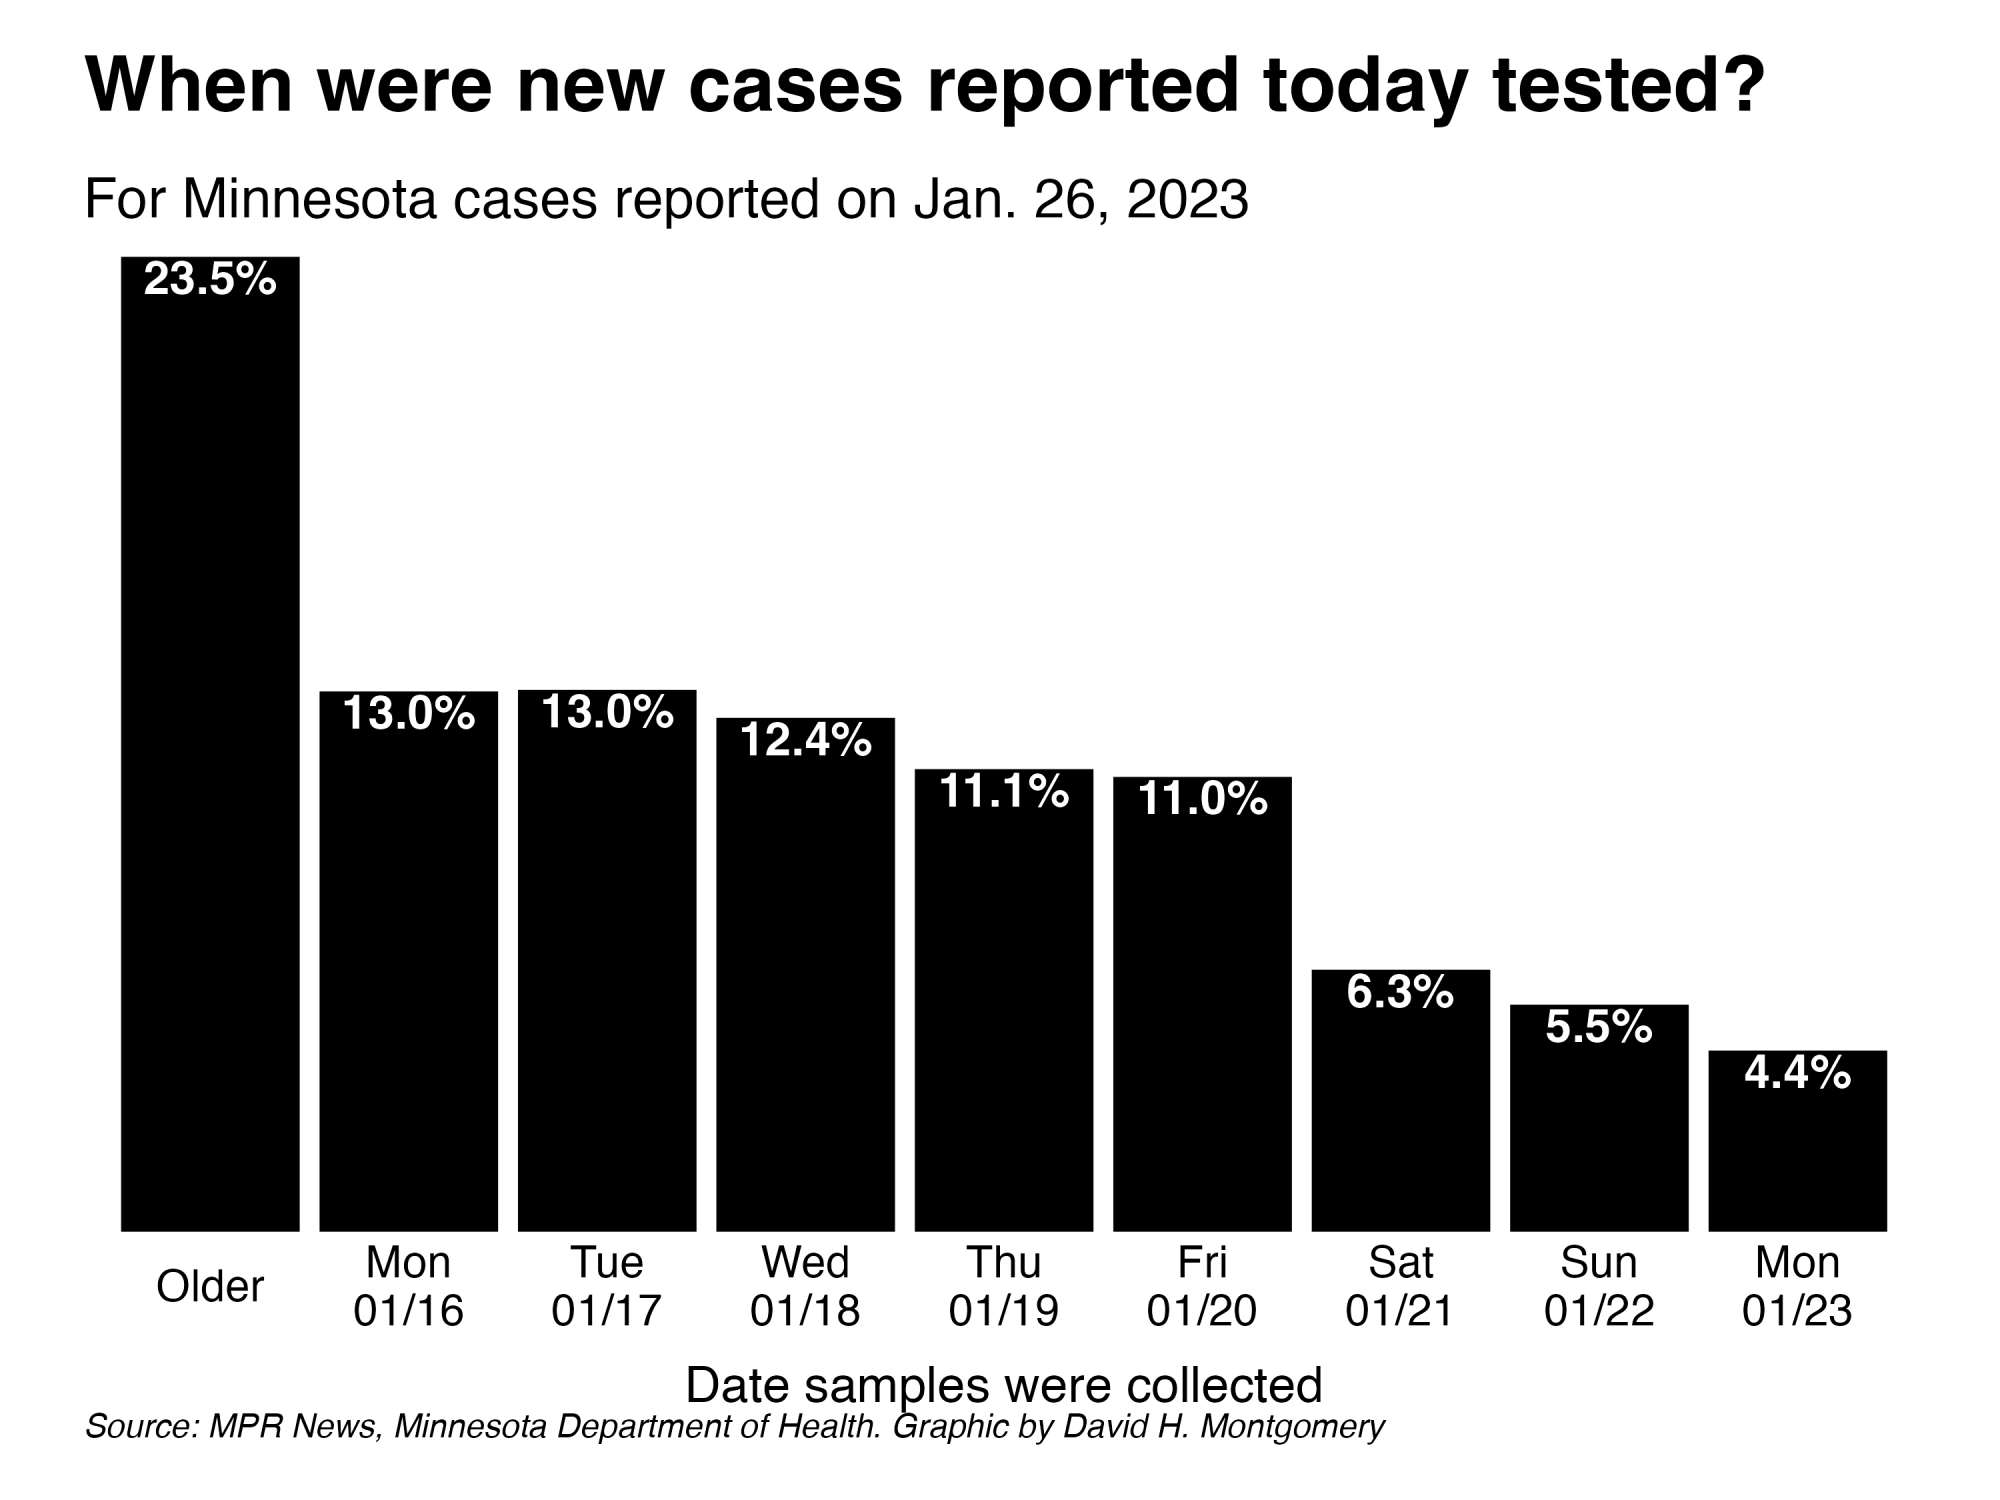 When were new cases reported today tested?
For Minnesota cases reported on Jan. 26, 2023
23.5%
13.0%
13.0%
12.4%
11.1%
11.0%
6.3%
5.5%
4.4%
Older
Mon
01/16
Tue
01/17
Wed
01/18
Thu
01/19
Fri
01/20
Sat
01/21
Sun
01/22
Mon
01/23
Date samples were collected
Source: MPR News, Minnesota Department of Health. Graphic by David H. Montgomery